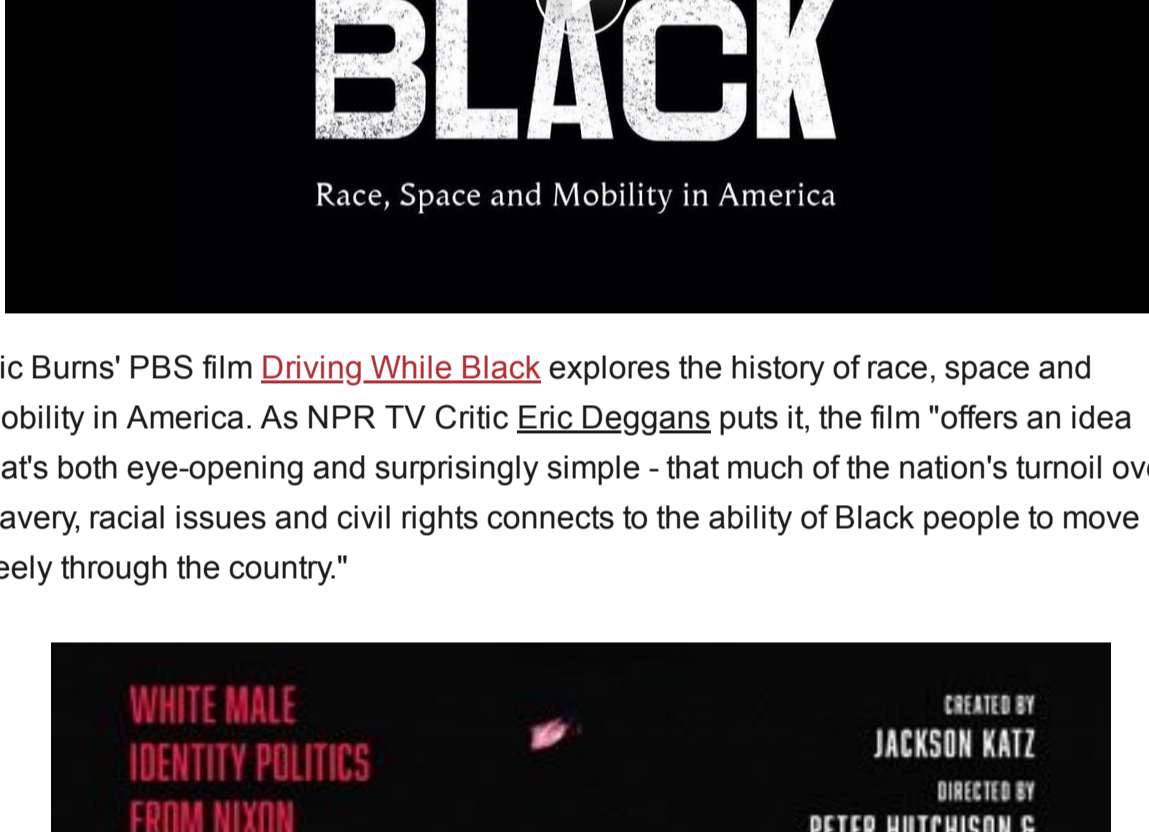 BLACK
Race, Space and Mobility in America
ic Burns' PBS film Driving While Black explores the history of race, space and
obility in America. As NPR TV Critic Eric Deggans puts it, the film "offers an idea
at's both eye-opening and surprisingly simple - that much of the nation's turnoil ov
avery, racial issues and civil rights connects to the ability of Black people to move
eely through the country."
WHITE MALE
IDENTITY POLITICS
FROM NIXON
CREATED BY
JACKSON KATZ
DIRECTED BY
PETER HUTCHISON &